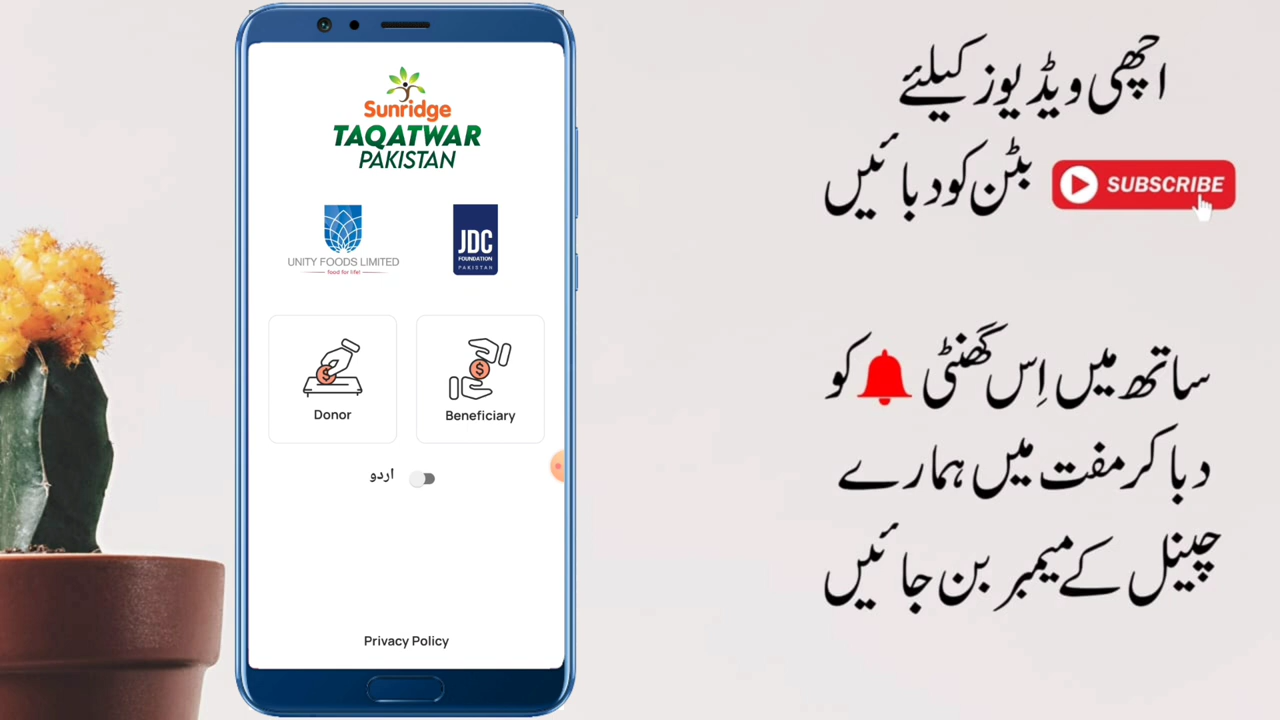 Sunridge
TAQATWAR
PAKISTAN
UNITY FOODS LIMITED
food for life!
JDC
FOUNDATION
PAKISTAN
Donor
Beneficiary
اردو
Privacy Policy
اچھی ویڈیوز کیلئے
SUBSCRIBE بٹن کو دبائیں
ساتھ میں اِس گھنٹی کو
دبا کر مفت میں ہمارے
چینل کے میمبر بن جائیں